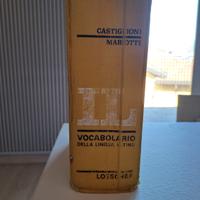 CASTIGLIONI
MARIOTTI
IL
VOCABOLARIO
DELLA LINGUA LATINA
LOESCHER